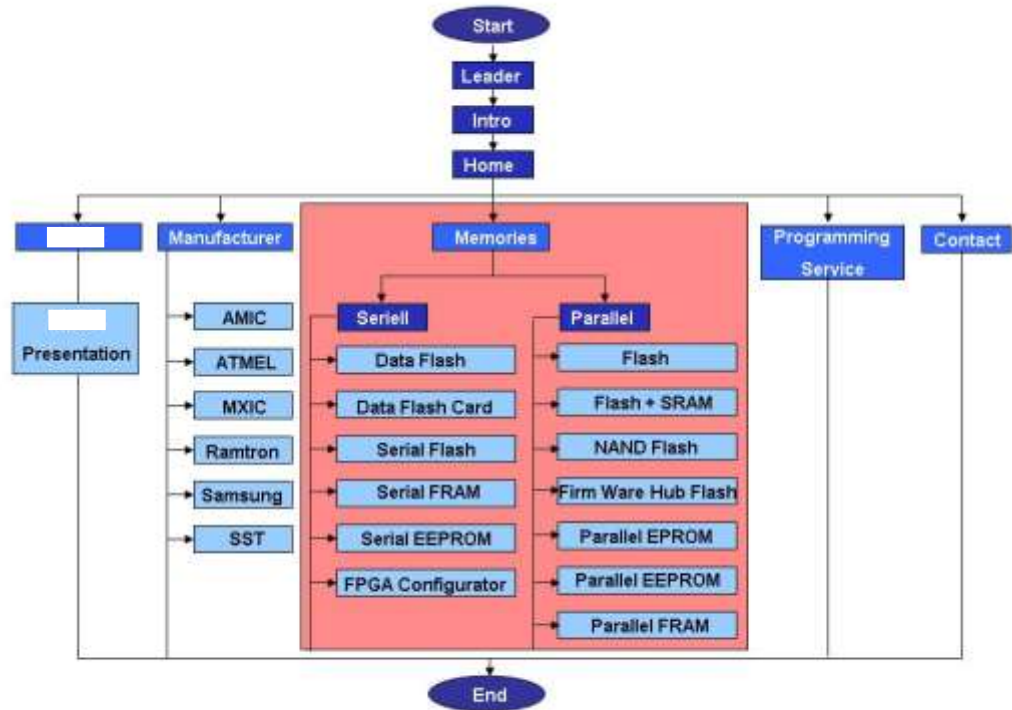 Start
Leader
Intro
Home
Manufacturer
Memories
Programming
Service
Contact
Presentation
AMIC
ATMEL
MXIC
Ramtron
Samsung
SST
Seriell
Data Flash
Data Flash Card
Serial Flash
Serial FRAM
Serial EEPROM
FPGA Configurator
Parallel
Flash
Flash + SRAM
NAND Flash
Firm Ware Hub Flash
Parallel EPROM
Parallel EEPROM
Parallel FRAM
End